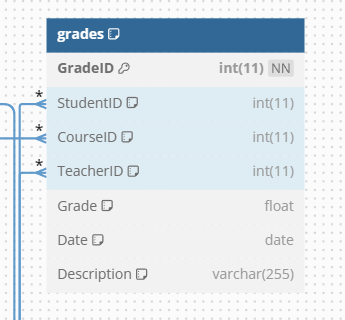 grades
GradeID int(11) NN
* StudentID int(11)
* CourseID int(11)
* TeacherID int(11)
Grade float
Date date
Description varchar(255)